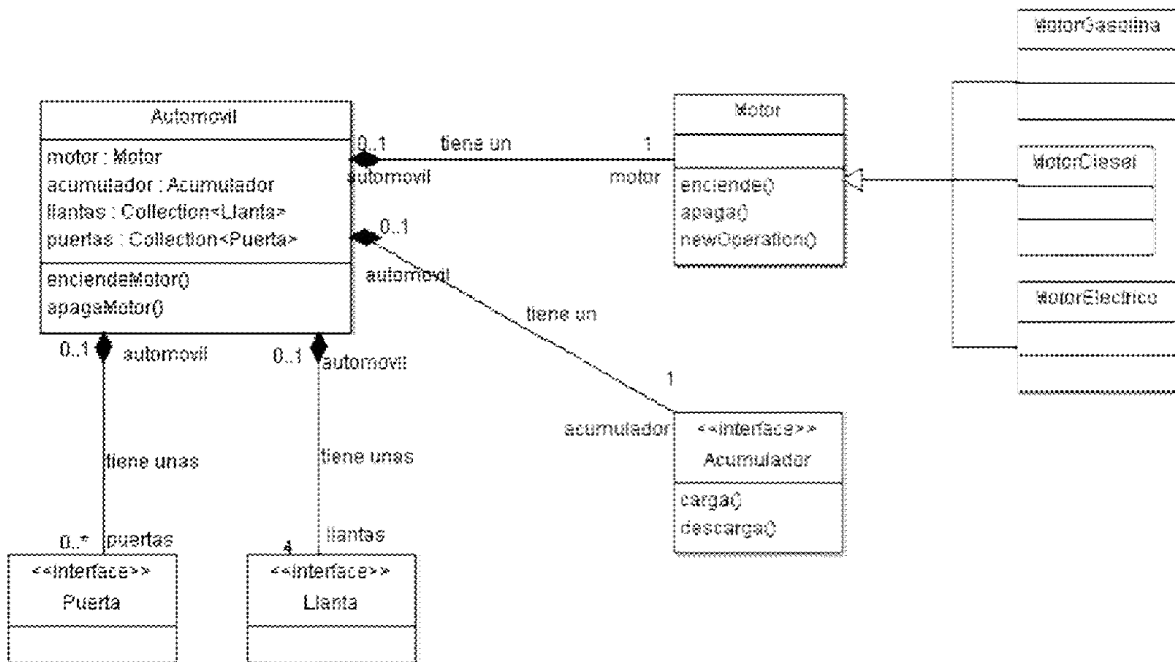 MotorGasolina
Automovil
motor : Motor
acumulador : Acumulador
llantas : Collection<Llanta>
puertas : Collection<Puerta>
enciendeMotor()
apagaMotor()
0..1
tiene un
1
automovil
motor
Motor
enciende()
apaga()
newOperation()
MotorDiesel
MotorElectrico
0..1
automovil
tiene un
1
acumulador
<<interface>>
Acumulador
carga()
descarga()
0..1
automovil
tiene unas
0..*
puertas
<<interface>>
Puerta
0..1
automovil
tiene unas
4
llantas
<<interface>>
Llanta